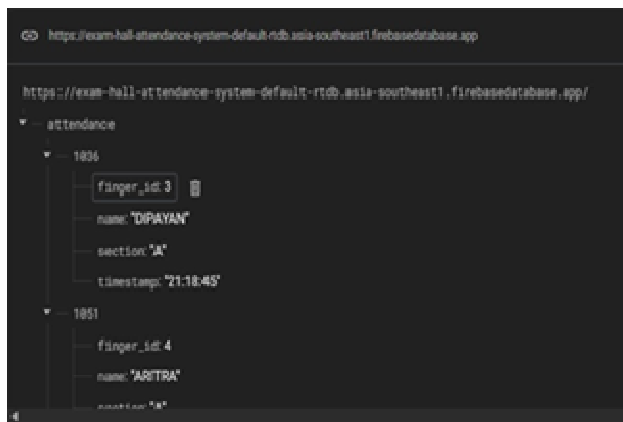 https://exam-hall-attendance-system-default-rtdb.asia-southeast1.firebasedatabase.app
https://exam-hall-attendance-system-default-rtdb.asia-southeast1.firebasedatabase.app/
attendance
1036
finger_id: 3
name: "DIPAYAN"
section: "A"
timestamp: "21:18:45"
1051
finger_id: 4
name: "ARITRA"
section: "A"